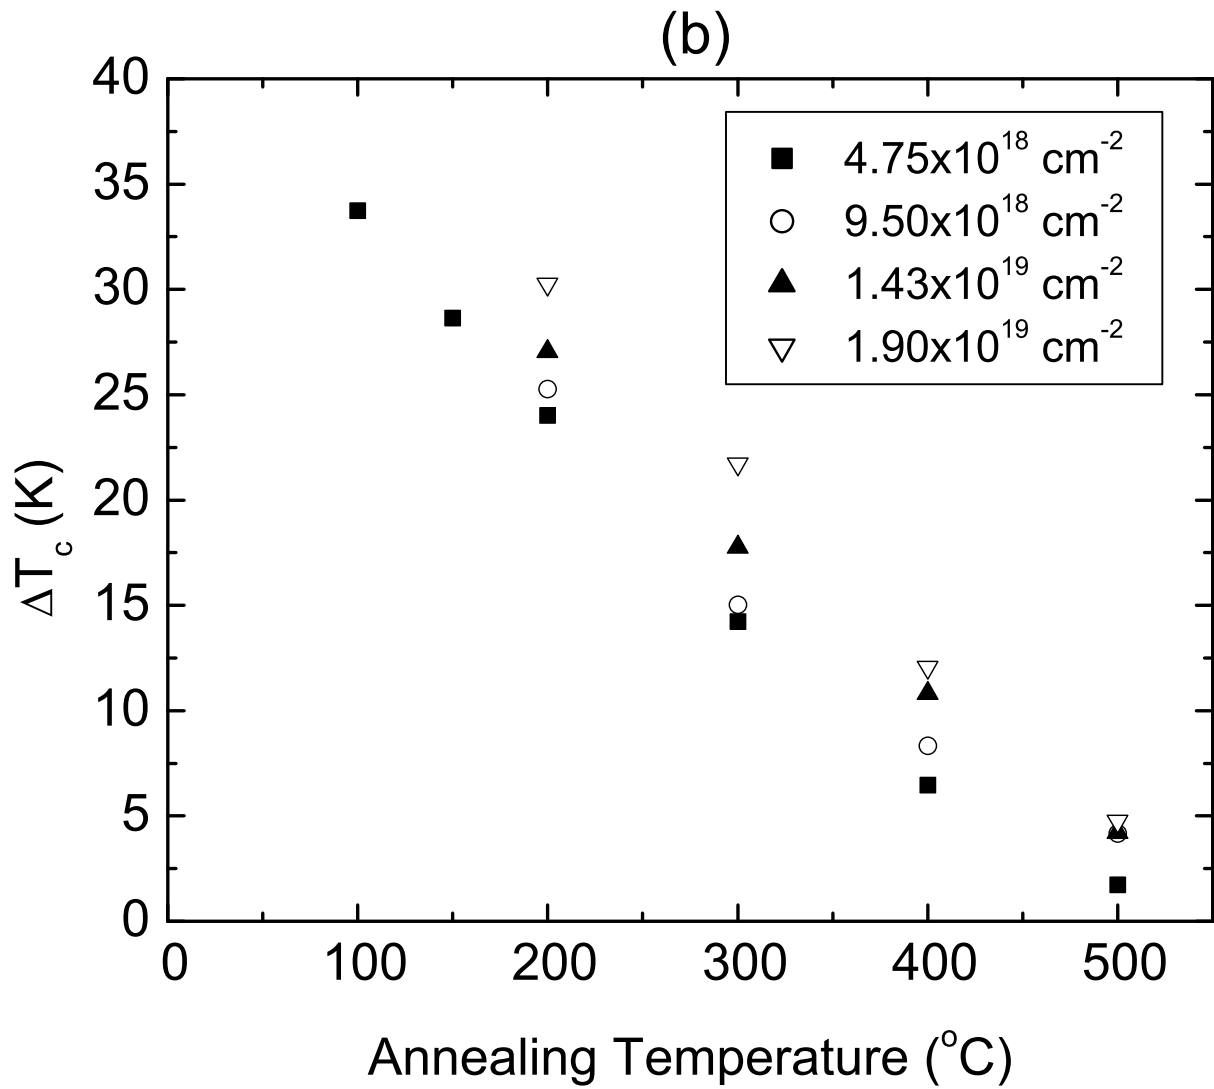 (b)
40
35
30
25
20
15
10
5
0
ΔTc (K)
4.75x10^18 cm^-2
9.50x10^18 cm^-2
1.43x10^19 cm^-2
1.90x10^19 cm^-2
0 100 200 300 400 500
Annealing Temperature (°C)